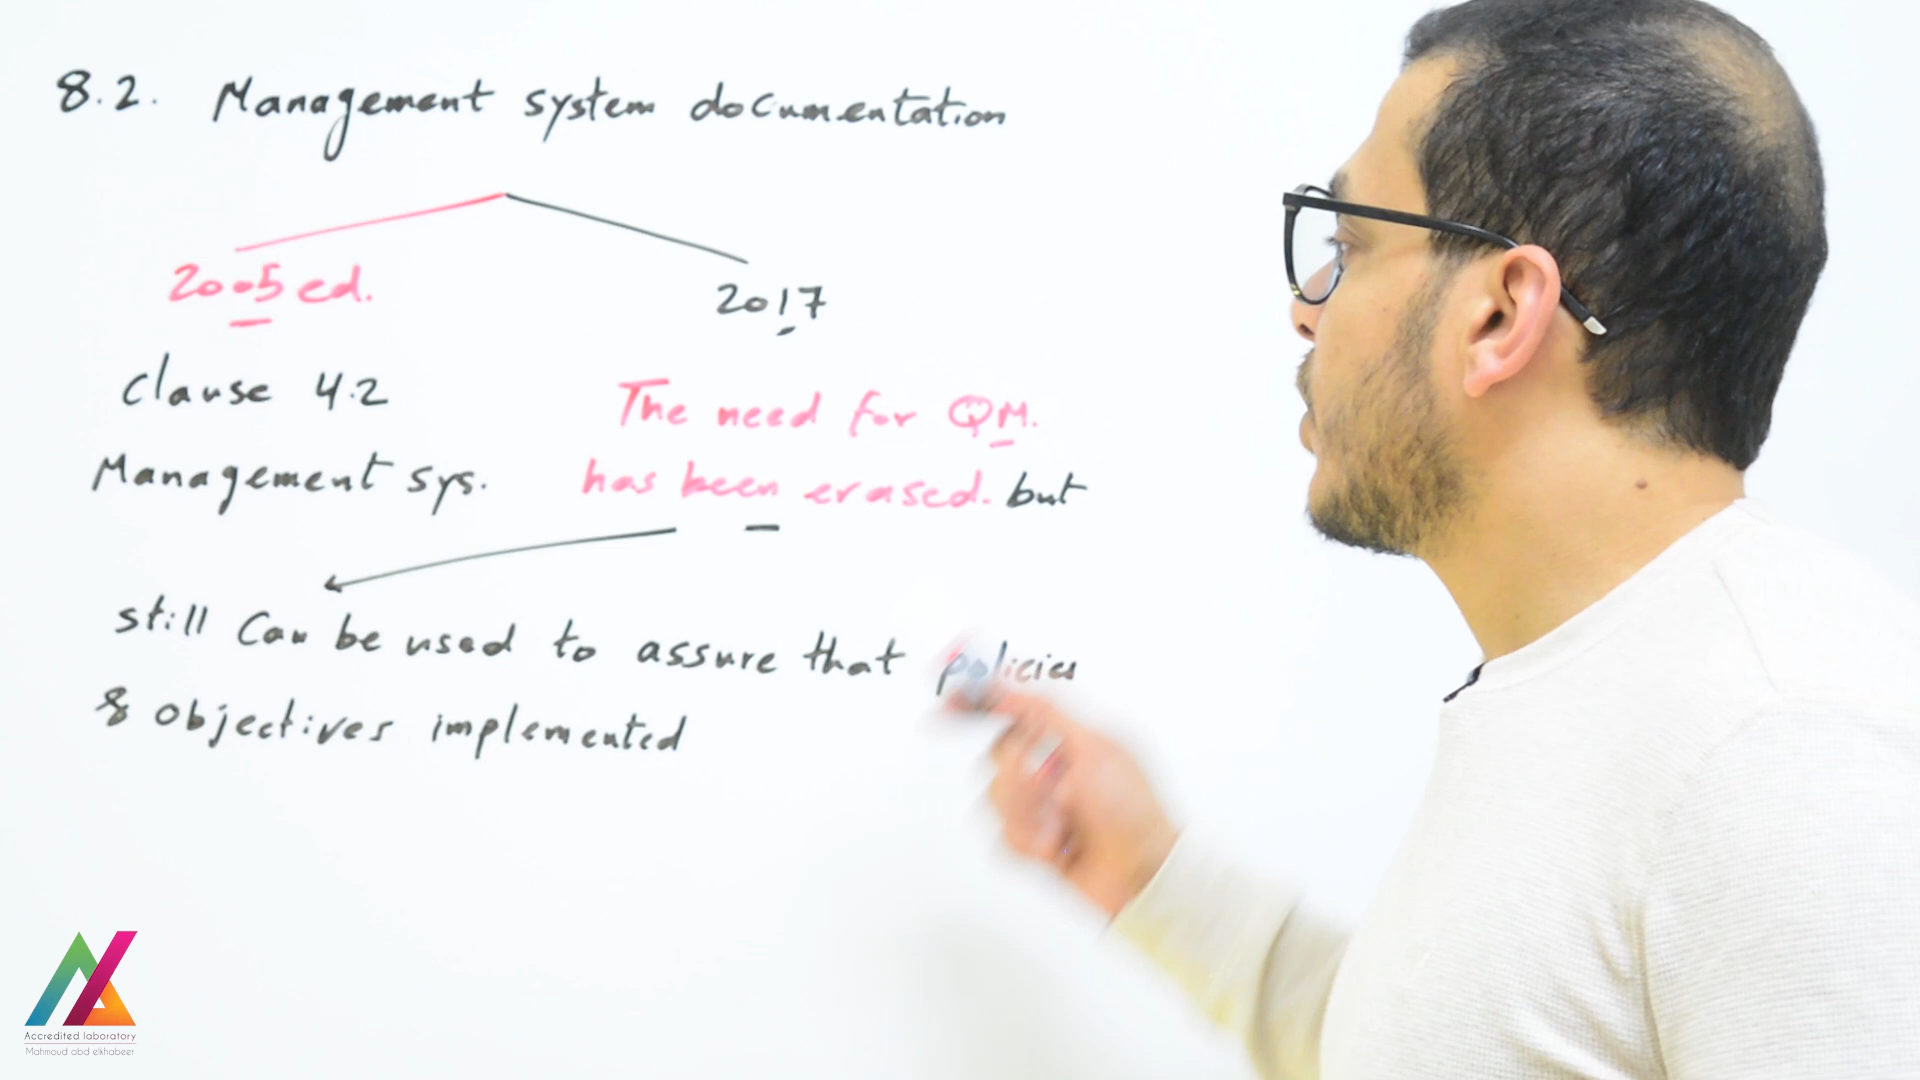 8.2. Management system documentation
2005 ed.
2017
Clause 4.2
Management sys.
The need for QM.
has been erased. but
still Can be used to assure that policies
& objectives implemented
Accredited laboratory
Mahmoud abd elkhabeer